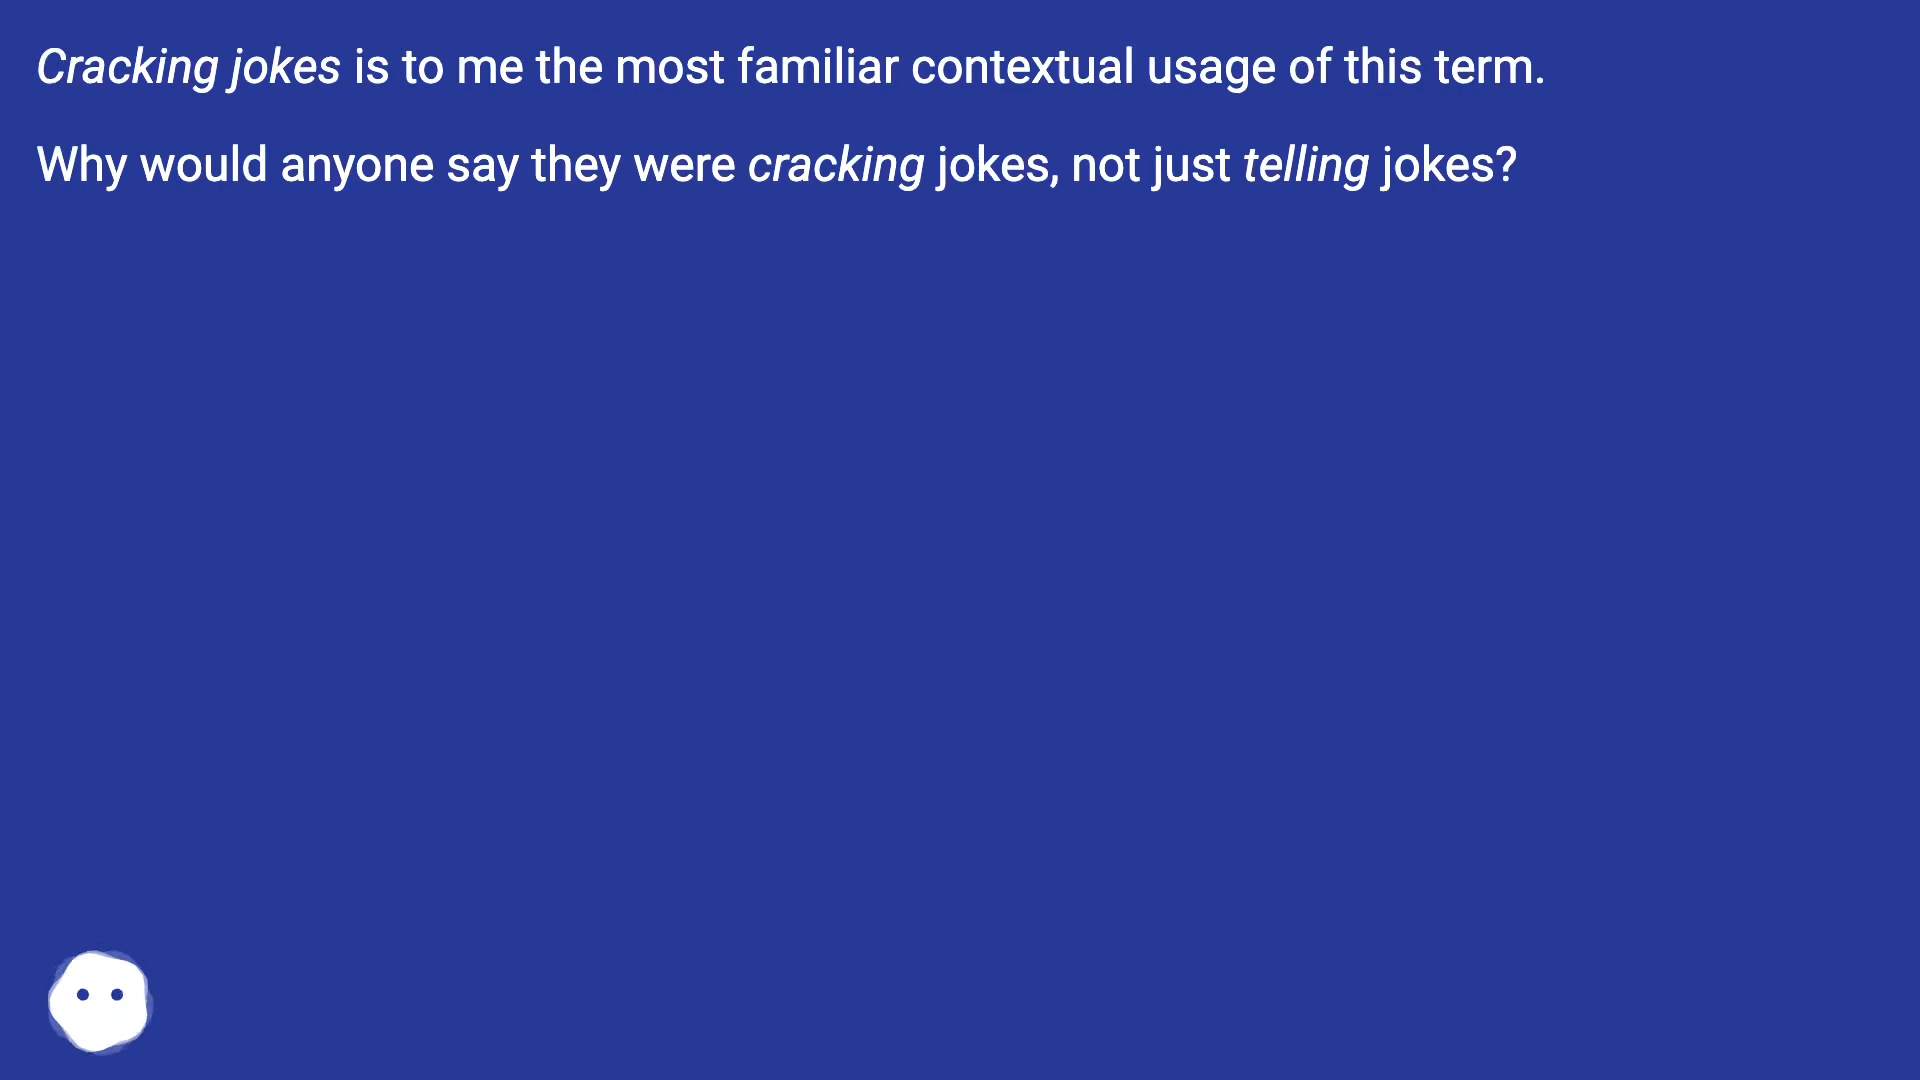 Cracking jokes is to me the most familiar contextual usage of this term.
Why would anyone say they were cracking jokes, not just telling jokes?